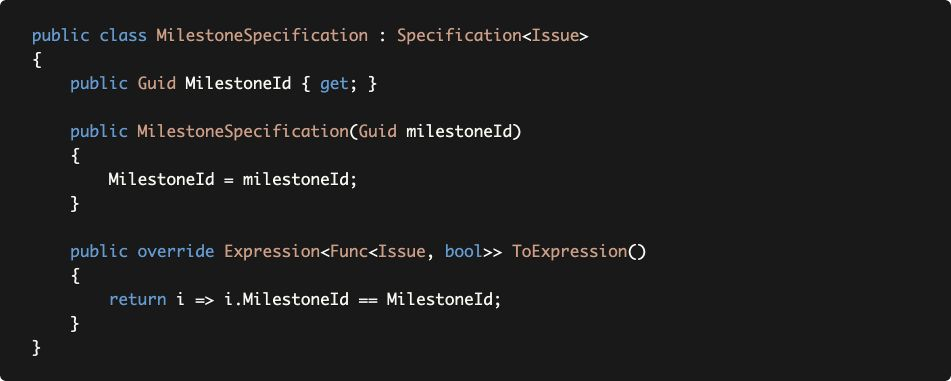 public class MilestoneSpecification : Specification<Issue>
{
    public Guid MilestoneId { get; }

    public MilestoneSpecification(Guid milestoneId)
    {
        MilestoneId = milestoneId;
    }

    public override Expression<Func<Issue, bool>> ToExpression()
    {
        return i => i.MilestoneId == MilestoneId;
    }
}